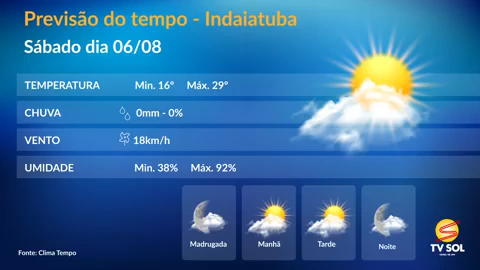 Previsão do tempo - Indaiatuba
Sábado dia 06/08
TEMPERATURA Min. 16° Máx. 29°
CHUVA 0mm - 0%
VENTO 18km/h
UMIDADE Min. 38% Máx. 92%
Madrugada Manhã Tarde Noite
Fonte: Clima Tempo
TV SOL